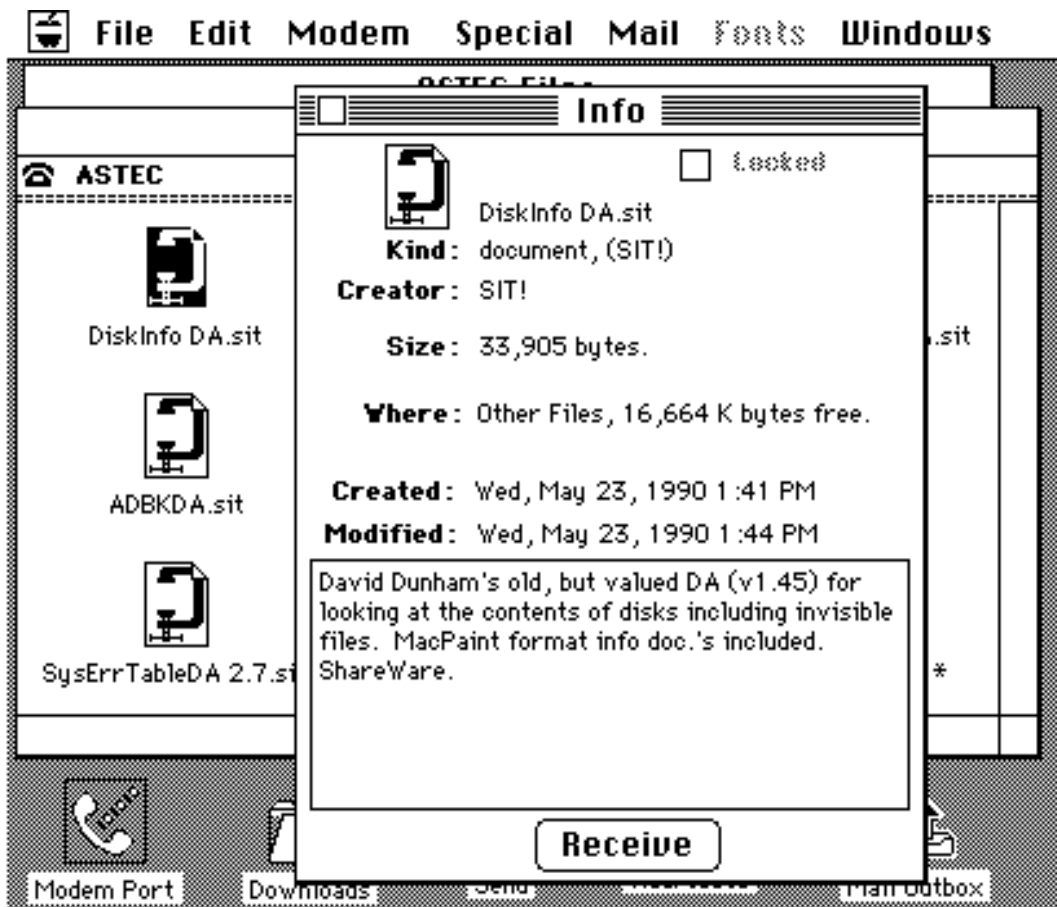 File Edit Modem Special Mail Fonts Windows
ASTEC Files
Info
ASTEC
Locked
DiskInfo DA.sit
Kind: document, (SIT!)
Creator: SIT!
Size: 33,905 bytes.
Where: Other Files, 16,664 K bytes free.
Created: Wed, May 23, 1990 1:41 PM
Modified: Wed, May 23, 1990 1:44 PM
David Dunham's old, but valued DA (v1.45) for
looking at the contents of disks including invisible
files. MacPaint format info doc.'s included.
ShareWare.
Receive
DiskInfo DA.sit
.sit
ADBKDA.sit
SysErrTableDA 2.7.si
*
Modem Port
Downloads
Send
Mail Outbox